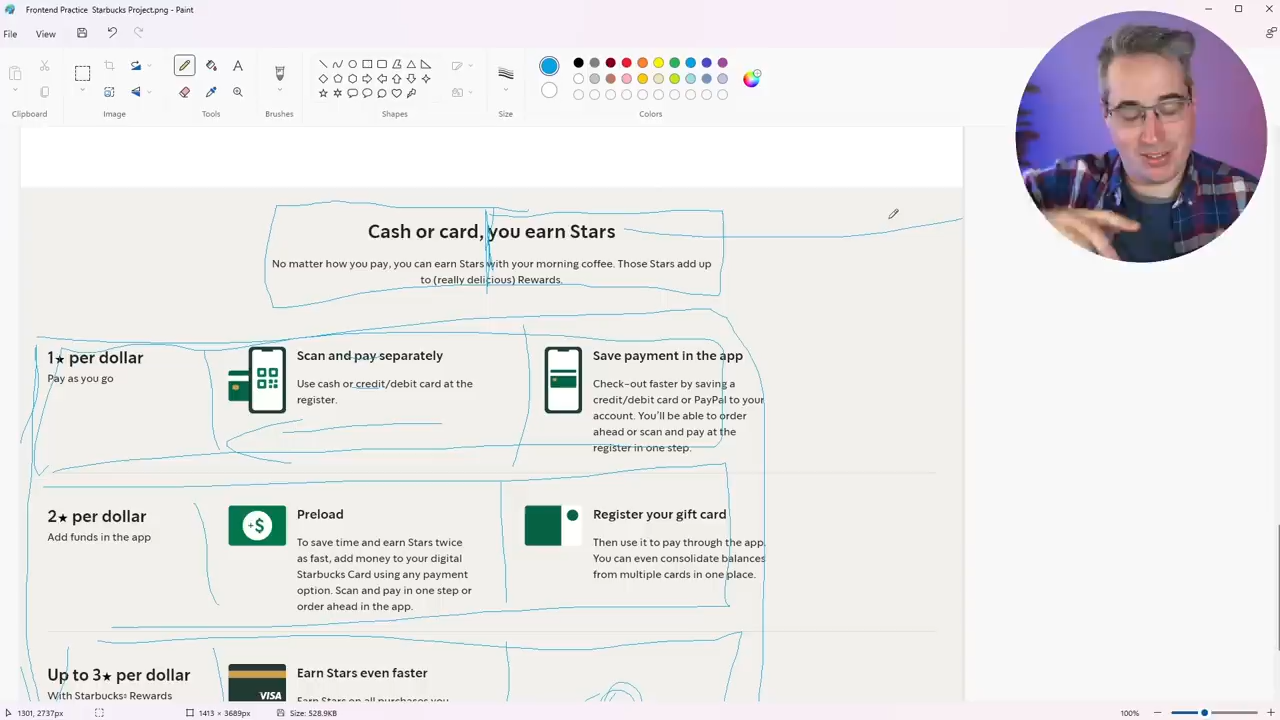 Frontend Practice Starbucks Project.png - Paint
File View
Clipboard
Image
Tools
Brushes
Shapes
Size
Colors
Cash or card, you earn Stars
No matter how you pay, you can earn Stars with your morning coffee. Those Stars add up
to (really delicious) Rewards.
1★ per dollar
Pay as you go
Scan and pay separately
Use cash or credit/debit card at the
register.
Save payment in the app
Check-out faster by saving a
credit/debit card or PayPal to your
account. You'll be able to order
ahead or scan and pay at the
register in one step.
2★ per dollar
Add funds in the app
+$
Preload
To save time and earn Stars twice
as fast, add money to your digital
Starbucks Card using any payment
option. Scan and pay in one step or
order ahead in the app.
Register your gift card
Then use it to pay through the app.
You can even consolidate balances
from multiple cards in one place.
Up to 3★ per dollar
With Starbucks® Rewards
VISA
Earn Stars even faster
Earn Stars on all purchases you
1301, 2737px
1413 × 3689px
Size: 528.9KB
100%